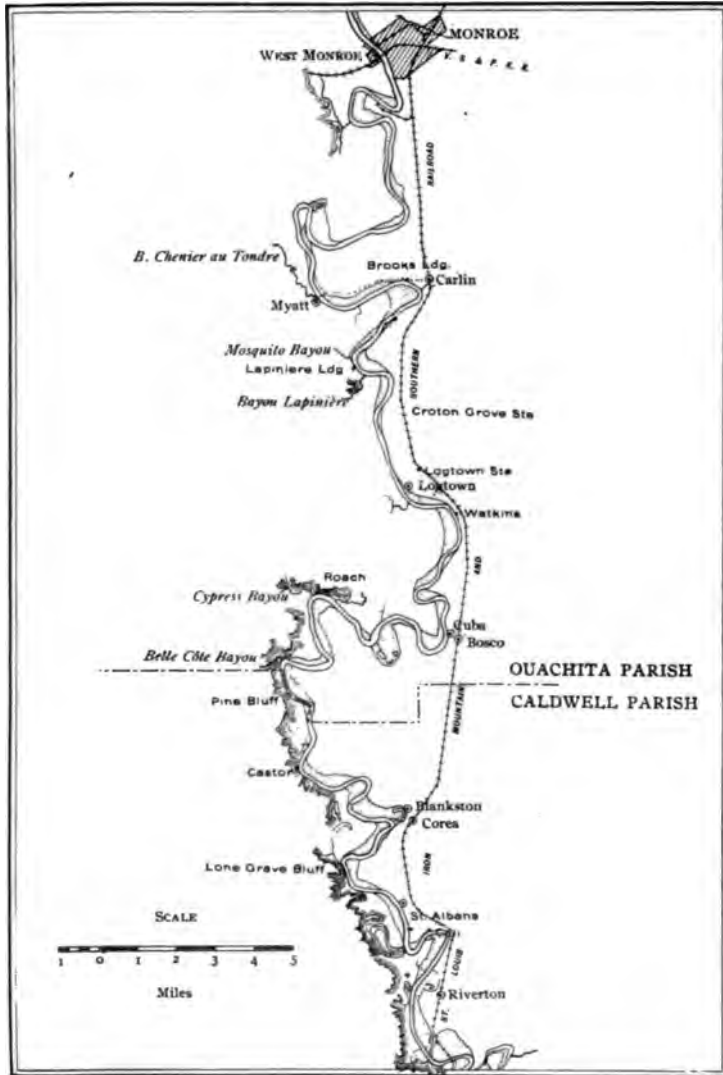 MONROE
WEST MONROE
V. S. & P. R. R.
RAILROAD
B. Chenier au Tondre
Brooks Ldg.
Carlin
Myatt
Mosquito Bayou
Lapiniere Ldg
Bayou Lapinière
SOUTHERN
Croton Grove Sta
Logtown Sta
Logtown
Watkins
AND
Roach
Cypress Bayou
Cuba
Bosco
Belle Côte Bayou
OUACHITA PARISH
CALDWELL PARISH
Pine Bluff
MOUNTAIN
Castor
Blankston
Corea
IRON
Lone Grave Bluff
St. Albans
SCALE
1 0 1 2 3 4 5
Miles
LOUIS
Riverton
ST.